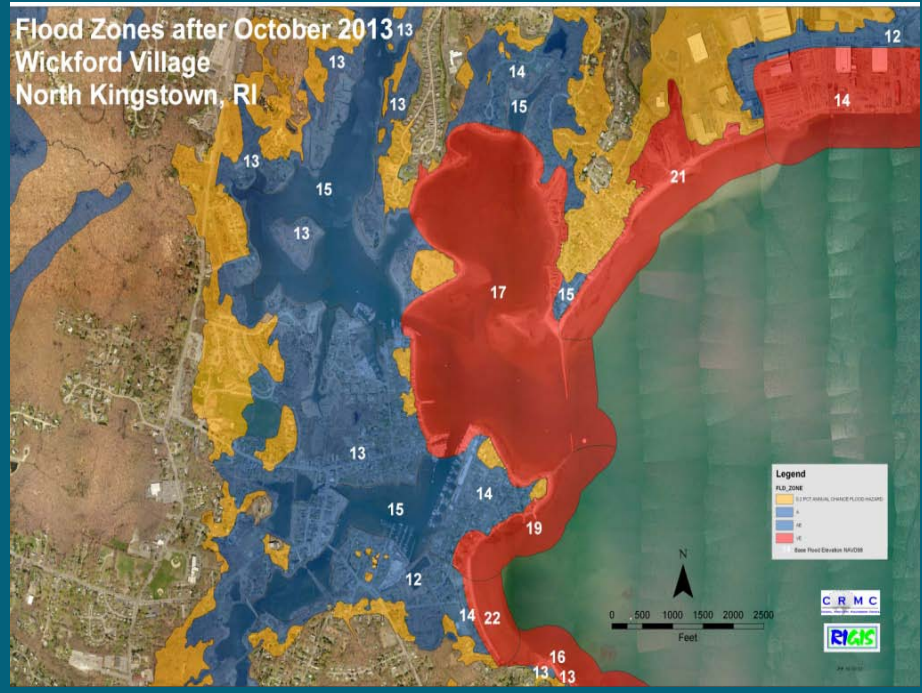 Flood Zones after October 2013
Wickford Village
North Kingstown, RI
13
12
13
14
13
15
14
13
21
15
13
17
15
13
14
15
19
12
14
22
16
13
13
Legend
FLD_ZONE
0.2 PCT ANNUAL CHANCE FLOOD HAZARD
A
AE
VE
Base Flood Elevation NAVD88
N
0 500 1000 1500 2000 2500
Feet
C R M C
RIGIS